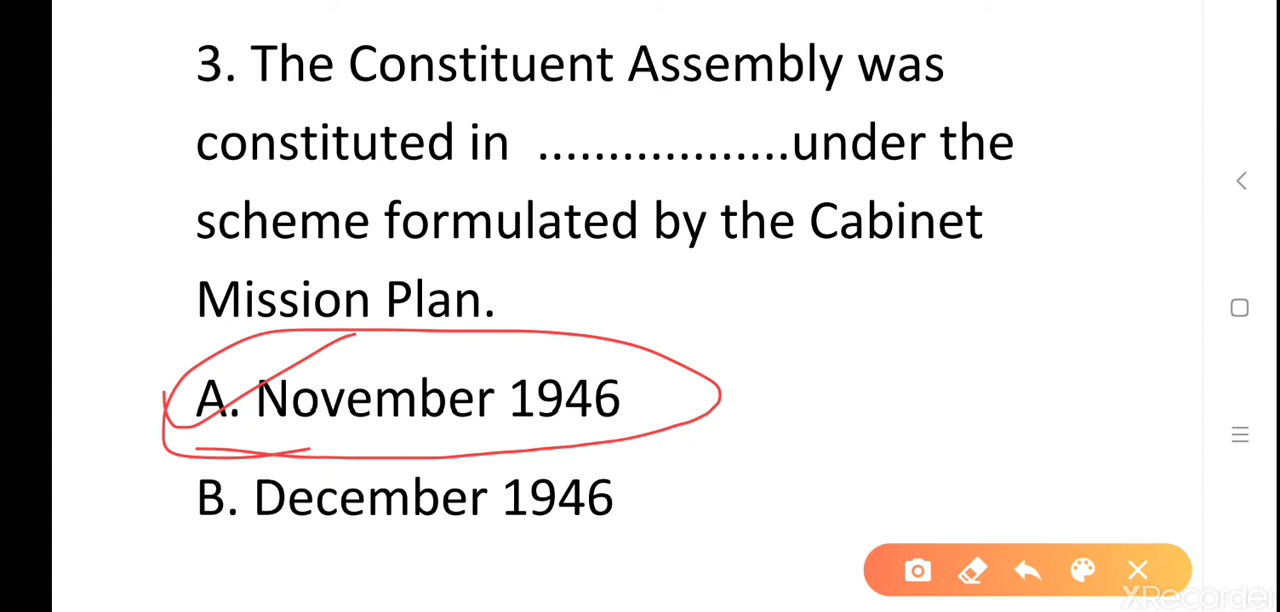 3. The Constituent Assembly was
constituted in ..................under the
scheme formulated by the Cabinet
Mission Plan.
A. November 1946
B. December 1946
XRecorder